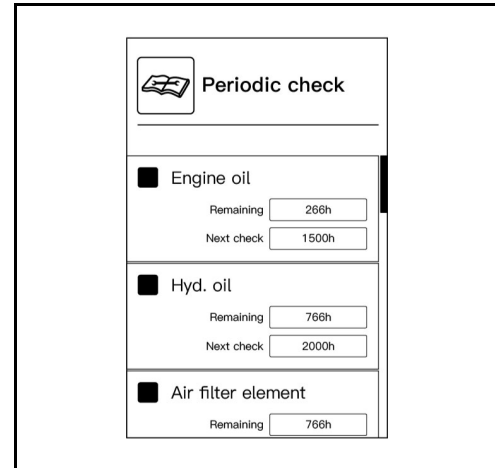 Periodic check
Engine oil
Remaining 266h
Next check 1500h
Hyd. oil
Remaining 766h
Next check 2000h
Air filter element
Remaining 766h